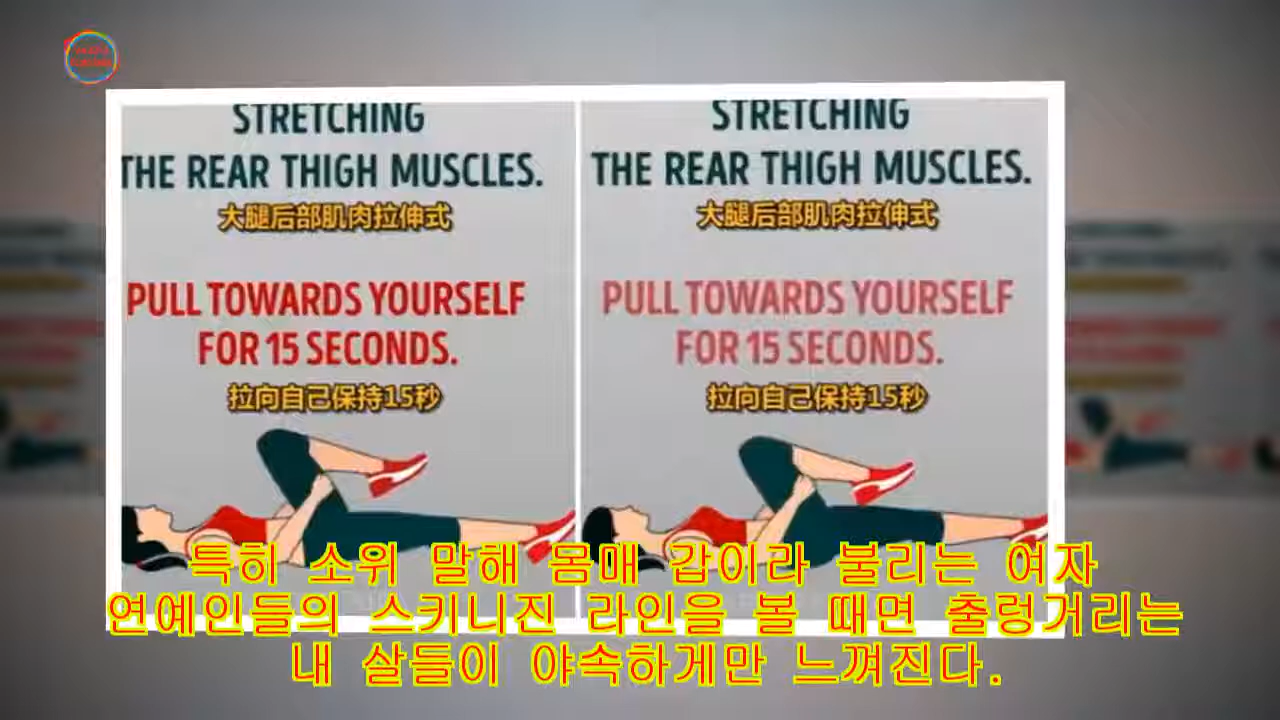 STRETCHING
THE REAR THIGH MUSCLES.
大腿后部肌肉拉伸式
PULL TOWARDS YOURSELF
FOR 15 SECONDS.
拉向自己保持15秒
STRETCHING
THE REAR THIGH MUSCLES.
大腿后部肌肉拉伸式
PULL TOWARDS YOURSELF
FOR 15 SECONDS.
拉向自己保持15秒
특히 소위 말해 몸매 갑이라 불리는 여자
연예인들의 스키니진 라인을 볼 때면 출렁거리는
내 살들이 야속하게만 느껴진다.